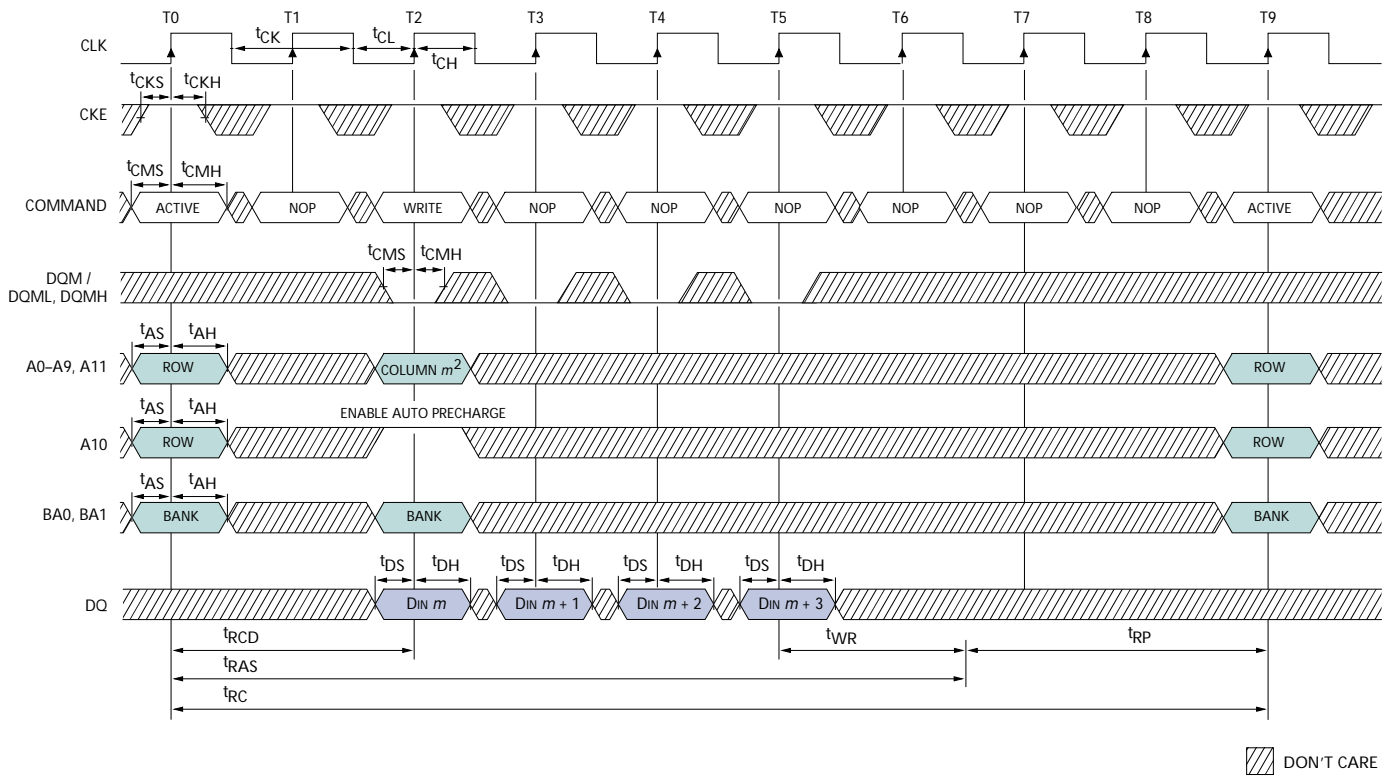 T0 T1 T2 T3 T4 T5 T6 T7 T8 T9
CLK tCK tCL tCH
tCKS tCKH
CKE
tCMS tCMH
COMMAND ACTIVE NOP WRITE NOP NOP NOP NOP NOP NOP ACTIVE
tCMS tCMH
DQM /
DQML, DQMH
tAS tAH
A0–A9, A11 ROW COLUMN m2 ROW
tAS tAH ENABLE AUTO PRECHARGE
A10 ROW ROW
tAS tAH
BA0, BA1 BANK BANK BANK
tDS tDH tDS tDH tDS tDH tDS tDH
DQ DIN m DIN m + 1 DIN m + 2 DIN m + 3
tRCD tWR tRP
tRAS
tRC
DON'T CARE